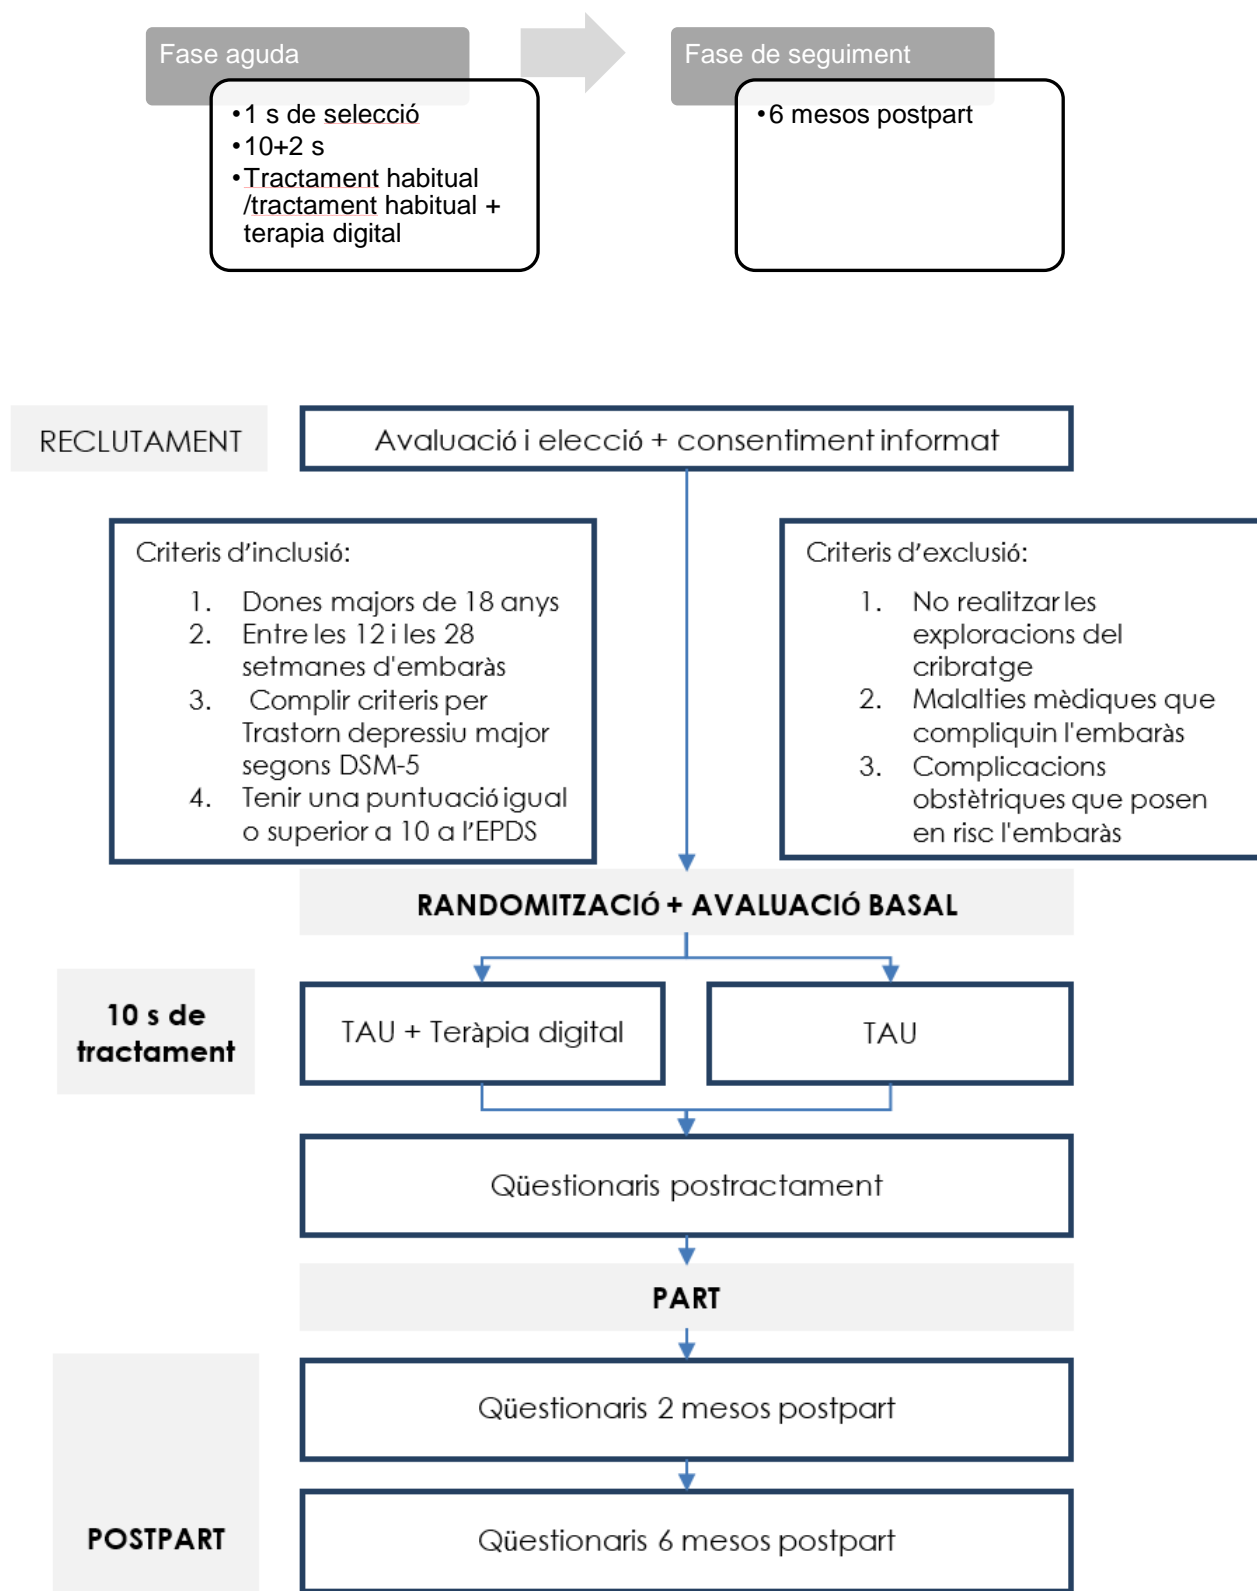 Fase aguda
•1 s de selecció
•10+2 s
•Tractament habitual
/tractament habitual +
terapia digital
Fase de seguiment
•6 mesos postpart
RECLUTAMENT
Avaluació i elecció + consentiment informat
Criteris d'inclusió:
1. Dones majors de 18 anys
2. Entre les 12 i les 28
setmanes d'embaràs
3. Complir criteris per
Trastorn depressiu major
segons DSM-5
4. Tenir una puntuació igual
o superior a 10 a l'EPDS
Criteris d'exclusió:
1. No realitzar les
exploracions del
cribratge
2. Malalties mèdiques que
compliquin l'embaràs
3. Complicacions
obstètriques que posen
en risc l'embaràs
RANDOMITZACIÓ + AVALUACIÓ BASAL
10 s de
tractament
TAU + Teràpia digital
TAU
Qüestionaris postractament
PART
Qüestionaris 2 mesos postpart
POSTPART
Qüestionaris 6 mesos postpart